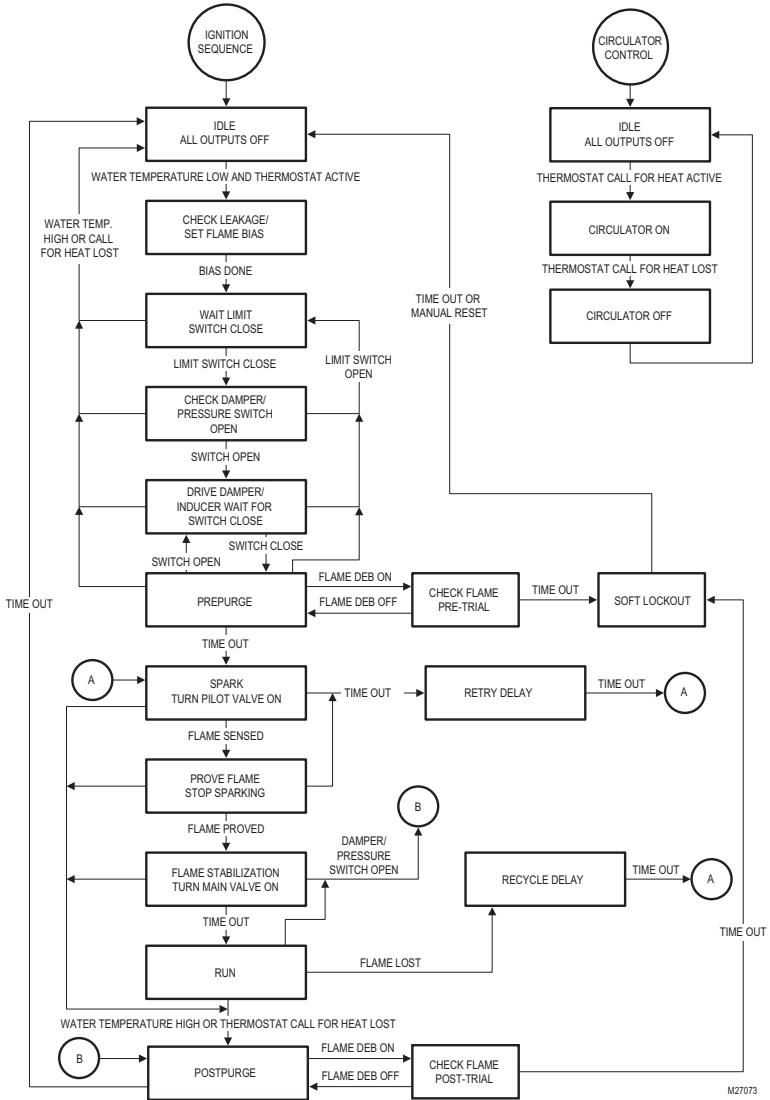 IGNITION
SEQUENCE
CIRCULATOR
CONTROL
IDLE
ALL OUTPUTS OFF
IDLE
ALL OUTPUTS OFF
WATER TEMPERATURE LOW AND THERMOSTAT ACTIVE
THERMOSTAT CALL FOR HEAT ACTIVE
WATER TEMP.
HIGH OR CALL
FOR HEAT LOST
CHECK LEAKAGE/
SET FLAME BIAS
CIRCULATOR ON
BIAS DONE
THERMOSTAT CALL FOR HEAT LOST
WAIT LIMIT
SWITCH CLOSE
TIME OUT OR
MANUAL RESET
CIRCULATOR OFF
LIMIT SWITCH CLOSE
LIMIT SWITCH
OPEN
CHECK DAMPER/
PRESSURE SWITCH
OPEN
SWITCH OPEN
DRIVE DAMPER/
INDUCER WAIT FOR
SWITCH CLOSE
SWITCH CLOSE
SWITCH OPEN
FLAME DEB ON
TIME OUT
PREPURGE
FLAME DEB OFF
CHECK FLAME
PRE-TRIAL
TIME OUT
SOFT LOCKOUT
TIME OUT
A
SPARK
TURN PILOT VALVE ON
TIME OUT
RETRY DELAY
TIME OUT
A
FLAME SENSED
PROVE FLAME
STOP SPARKING
B
FLAME PROVED
DAMPER/
PRESSURE
SWITCH OPEN
FLAME STABILIZATION
TURN MAIN VALVE ON
RECYCLE DELAY
TIME OUT
A
TIME OUT
TIME OUT
RUN
FLAME LOST
WATER TEMPERATURE HIGH OR THERMOSTAT CALL FOR HEAT LOST
B
POSTPURGE
FLAME DEB ON
FLAME DEB OFF
CHECK FLAME
POST-TRIAL
M27073